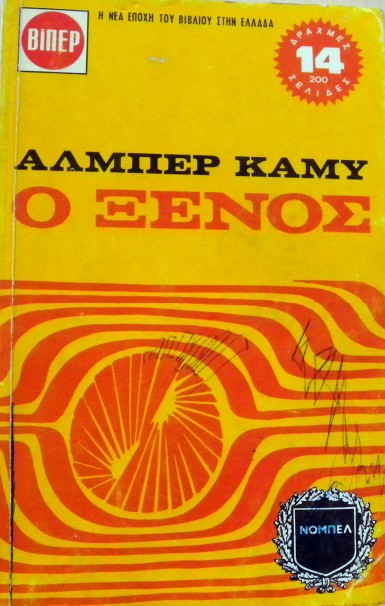 ΒΙΠΕΡ
Η ΝΕΑ ΕΠΟΧΗ ΤΟΥ ΒΙΒΛΙΟΥ ΣΤΗΝ ΕΛΛΑΔΑ
ΔΡΑΧΜΕΣ
14
200
ΣΕΛΙΔΕΣ
ΑΛΜΠΕΡ ΚΑΜΥ
Ο ΞΕΝΟΣ
ΝΟΜΠΕΛ